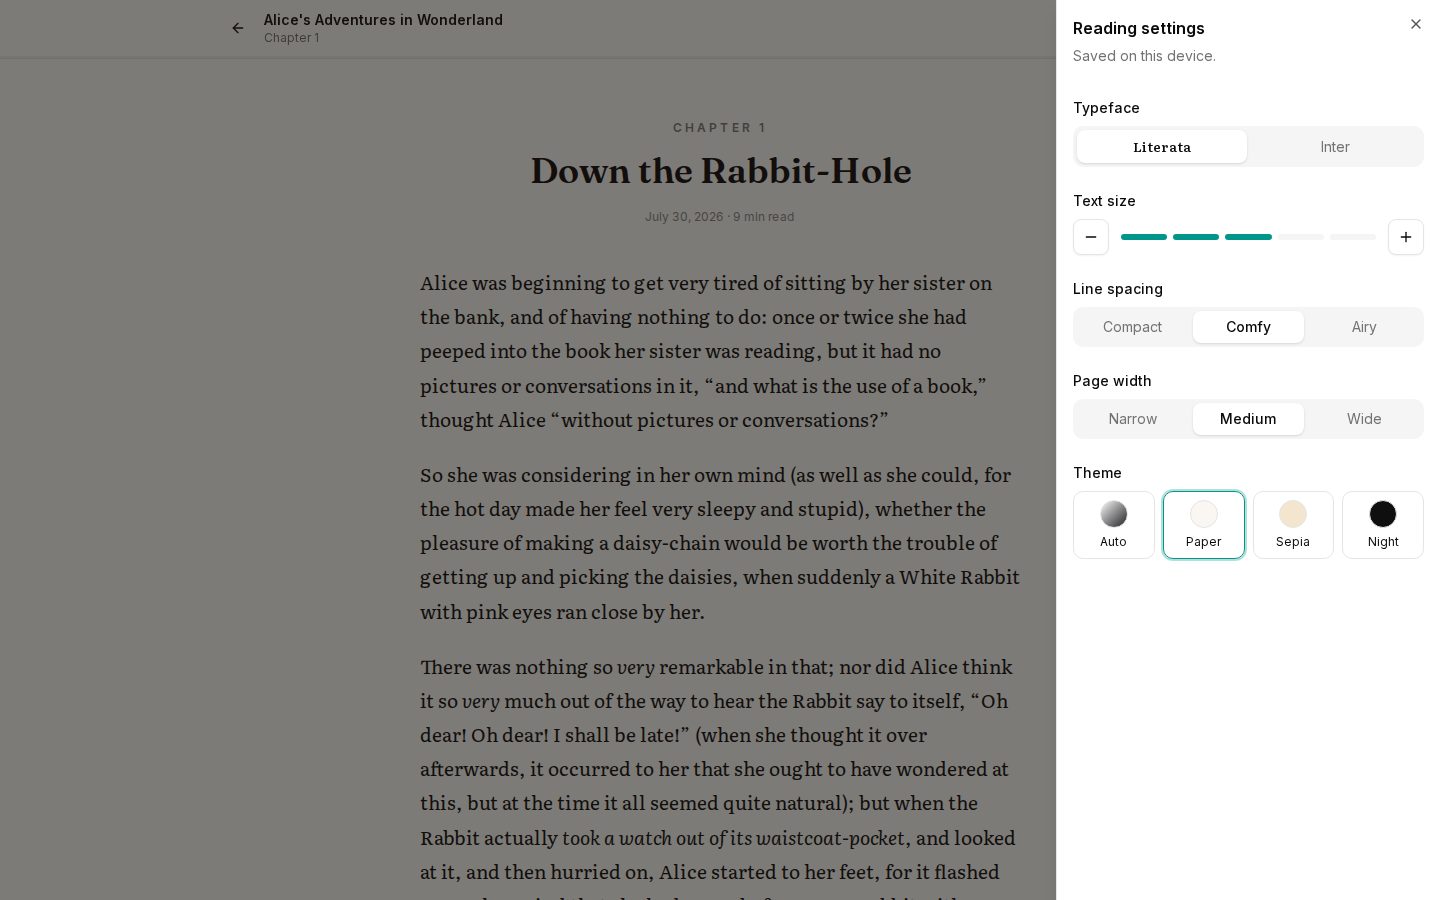 Alice's Adventures in Wonderland
Chapter 1
CHAPTER 1
Down the Rabbit-Hole
July 30, 2026 · 9 min read
Alice was beginning to get very tired of sitting by her sister on
the bank, and of having nothing to do: once or twice she had
peeped into the book her sister was reading, but it had no
pictures or conversations in it, “and what is the use of a book,”
thought Alice “without pictures or conversations?”
So she was considering in her own mind (as well as she could, for
the hot day made her feel very sleepy and stupid), whether the
pleasure of making a daisy-chain would be worth the trouble of
getting up and picking the daisies, when suddenly a White Rabbit
with pink eyes ran close by her.
There was nothing so very remarkable in that; nor did Alice think
it so very much out of the way to hear the Rabbit say to itself, “Oh
dear! Oh dear! I shall be late!” (when she thought it over
afterwards, it occurred to her that she ought to have wondered at
this, but at the time it all seemed quite natural); but when the
Rabbit actually took a watch out of its waistcoat-pocket, and looked
at it, and then hurried on, Alice started to her feet, for it flashed
Reading settings
Saved on this device.
Typeface
Literata
Inter
Text size
Line spacing
Compact
Comfy
Airy
Page width
Narrow
Medium
Wide
Theme
Auto
Paper
Sepia
Night